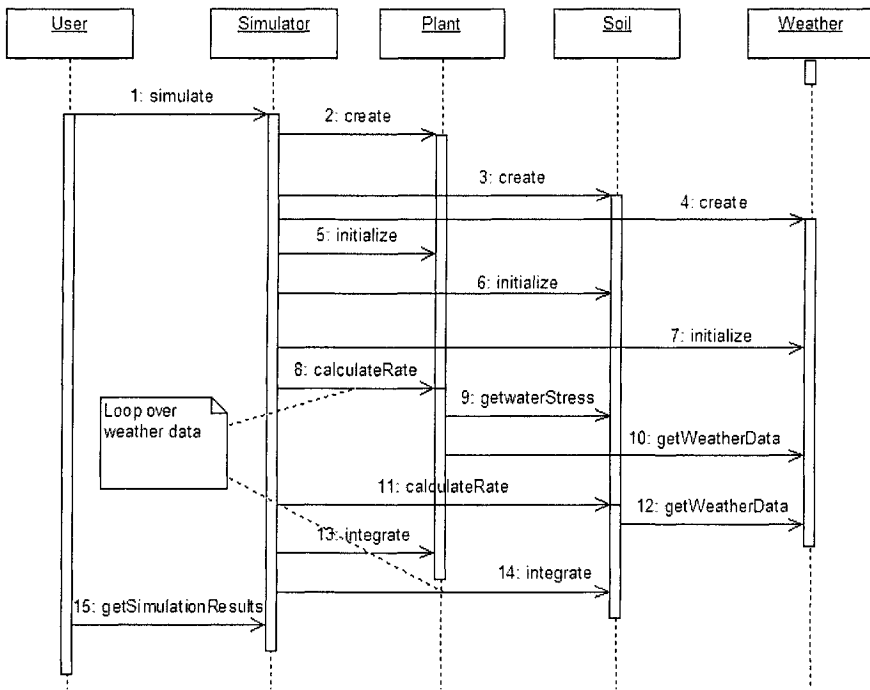 User
Simulator
Plant
Soil
Weather
1: simulate
2: create
3: create
4: create
5: initialize
6: initialize
7: initialize
8: calculateRate
Loop over
weather data
9: getwaterStress
10: getWeatherData
11: calculateRate
12: getWeatherData
13: integrate
14: integrate
15: getSimulationResults